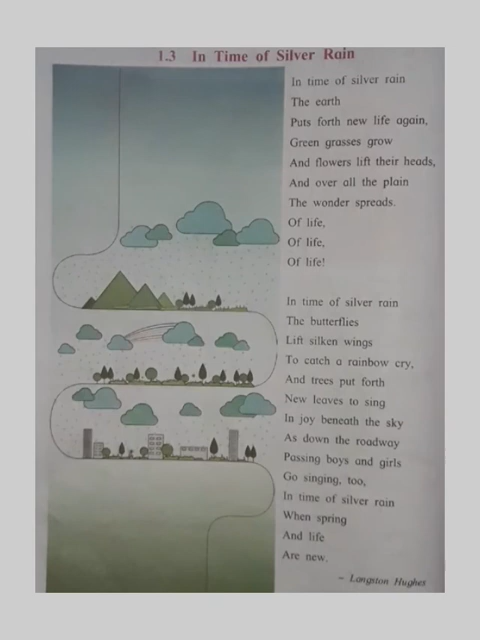 1.3 In Time of Silver Rain
In time of silver rain
The earth
Puts forth new life again,
Green grasses grow
And flowers lift their heads,
And over all the plain
The wonder spreads.
Of life,
Of life,
Of life!
In time of silver rain
The butterflies
Lift silken wings
To catch a rainbow cry,
And trees put forth
New leaves to sing
In joy beneath the sky
As down the roadway
Passing boys and girls
Go singing, too,
In time of silver rain
When spring
And life
Are new.
~ Langston Hughes